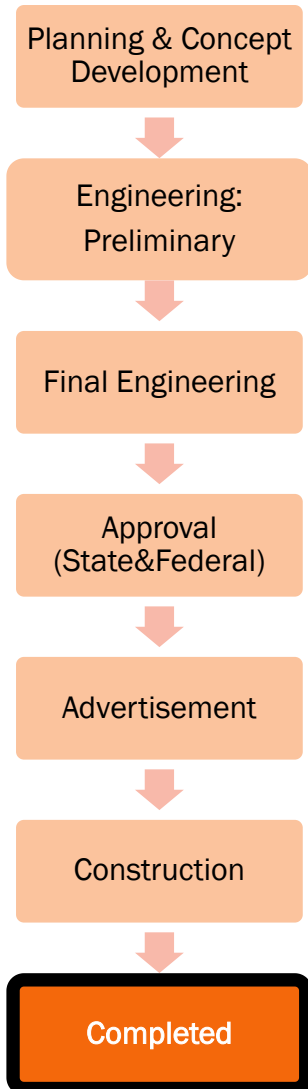 Planning & Concept
Development
Engineering:
Preliminary
Final Engineering
Approval
(State&Federal)
Advertisement
Construction
Completed